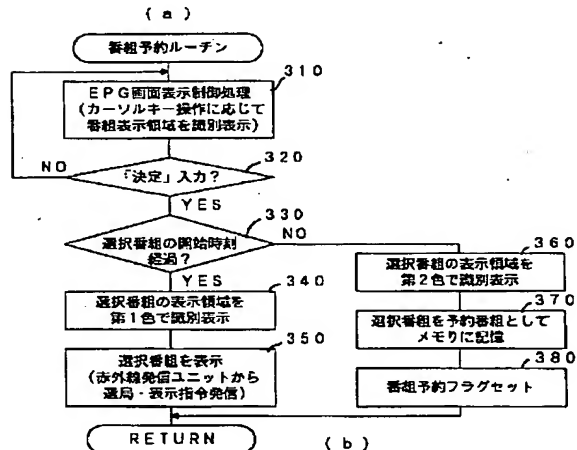 (a)
番組予約ルーチン
310
EPG画面表示制御処理
(カーソルキー操作に応じて
番組表示領域を識別表示)
NO
320
「決定」入力?
YES
330
選択番組の開始時刻
経過?
NO
YES
340
選択番組の表示領域を
第1色で識別表示
350
選択番組を表示
(赤外線発信ユニットから
選局・表示指令発信)
360
選択番組の表示領域を
第2色で識別表示
370
選択番組を予約番組として
メモリに記憶
380
番組予約フラグセット
RETURN
(b)